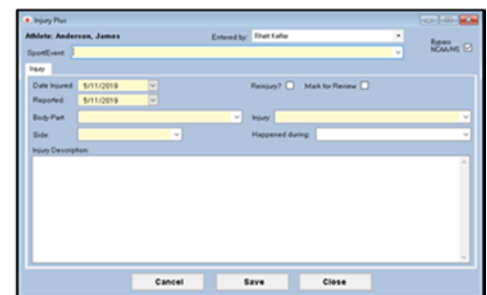 Injury Plus
Athlete: Anderson, James Entered by: Rhett Keller Bypass NCAA/MS
Sport/Event:
Injury
Date Injured: 5/11/2019 Reinjury? Mark for Review
Reported: 5/11/2019
Body Part: Injury:
Side: Happened during:
Injury Description:
Cancel Save Close